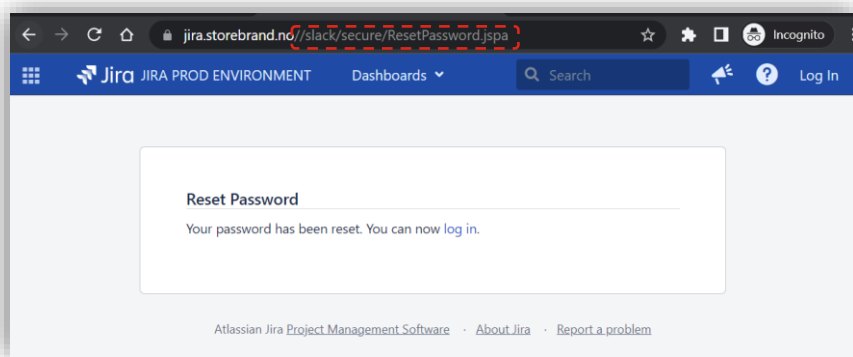 jira.storebrand.no//slack/secure/ResetPassword.jspa
Incognito
Jira JIRA PROD ENVIRONMENT
Dashboards
Search
?
Log In
Reset Password
Your password has been reset. You can now log in.
Atlassian Jira Project Management Software · About Jira · Report a problem